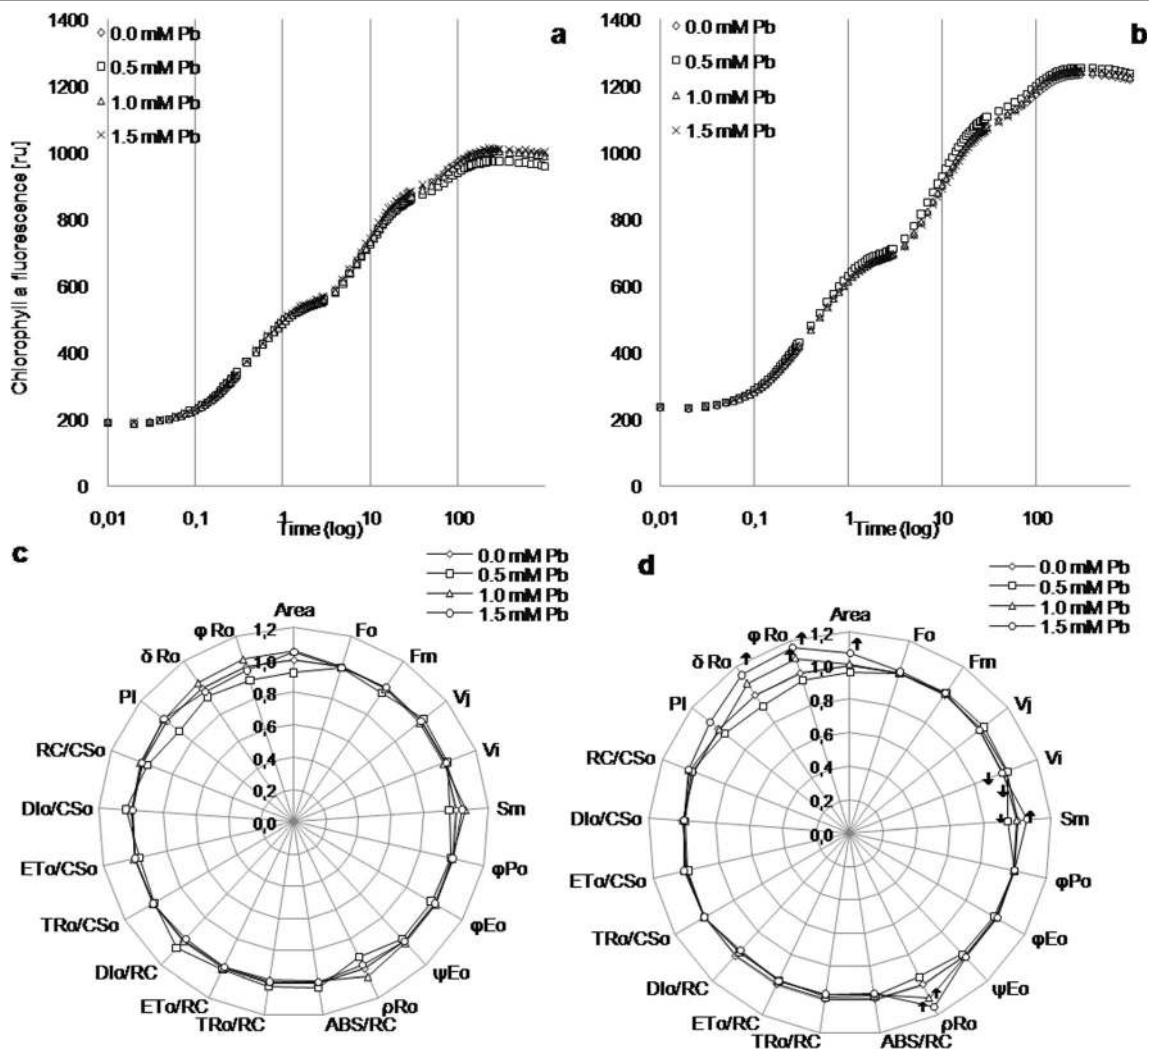 a
1400
1200
1000
800
600
400
200
0
Chlorophyll a fluorescence [ru]
0.0 mM Pb
0.5 mM Pb
1.0 mM Pb
1.5 mM Pb
0,01 0,1 1 10 100
Time (log)
b
1400
1200
1000
800
600
400
200
0
0.0 mM Pb
0.5 mM Pb
1.0 mM Pb
1.5 mM Pb
0,01 0,1 1 10 100
Time (log)
c
0.0 mM Pb
0.5 mM Pb
1.0 mM Pb
1.5 mM Pb
Area
Fo
Fm
Vj
Vi
Sm
φPo
φEo
ψEo
ρRo
ABS/RC
TRo/RC
ETo/RC
DIo/RC
TRo/CSo
ETo/CSo
DIo/CSo
RC/CSo
PI
δ Ro
φ Ro
1,2
1,0
0,8
0,6
0,4
0,2
0,0
d
0.0 mM Pb
0.5 mM Pb
1.0 mM Pb
1.5 mM Pb
Area
Fo
Fm
Vj
Vi
Sm
φPo
φEo
ψEo
ρRo
ABS/RC
TRo/RC
ETo/RC
DIo/RC
TRo/CSo
ETo/CSo
DIo/CSo
RC/CSo
PI
δ Ro
φ Ro
1,2
1,0
0,8
0,6
0,4
0,2
0,0